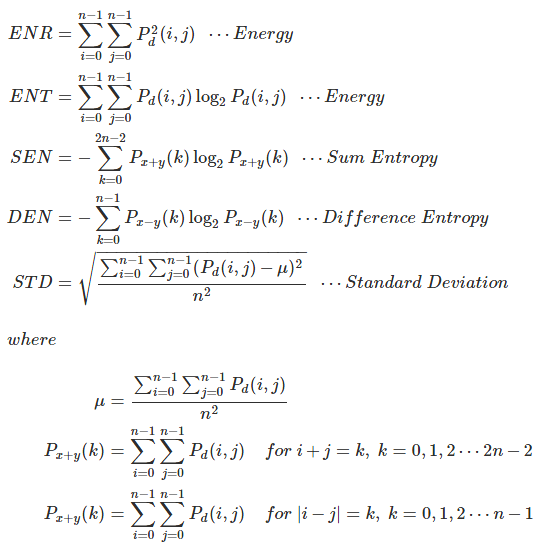 ENR = \sum_{i=0}^{n-1} \sum_{j=0}^{n-1} P_d^2(i,j) \cdots Energy
ENT = \sum_{i=0}^{n-1} \sum_{j=0}^{n-1} P_d(i,j) \log_2 P_d(i,j) \cdots Energy
SEN = - \sum_{k=0}^{2n-2} P_{x+y}(k) \log_2 P_{x+y}(k) \cdots Sum Entropy
DEN = - \sum_{k=0}^{n-1} P_{x-y}(k) \log_2 P_{x-y}(k) \cdots Difference Entropy
STD = \sqrt{\frac{\sum_{i=0}^{n-1} \sum_{j=0}^{n-1} (P_d(i,j) - \mu)^2}{n^2}} \cdots Standard Deviation
where
\mu = \frac{\sum_{i=0}^{n-1} \sum_{j=0}^{n-1} P_d(i,j)}{n^2}
P_{x+y}(k) = \sum_{i=0}^{n-1} \sum_{j=0}^{n-1} P_d(i,j) for i + j = k, k = 0, 1, 2 \cdots 2n - 2
P_{x+y}(k) = \sum_{i=0}^{n-1} \sum_{j=0}^{n-1} P_d(i,j) for |i - j| = k, k = 0, 1, 2 \cdots n - 1